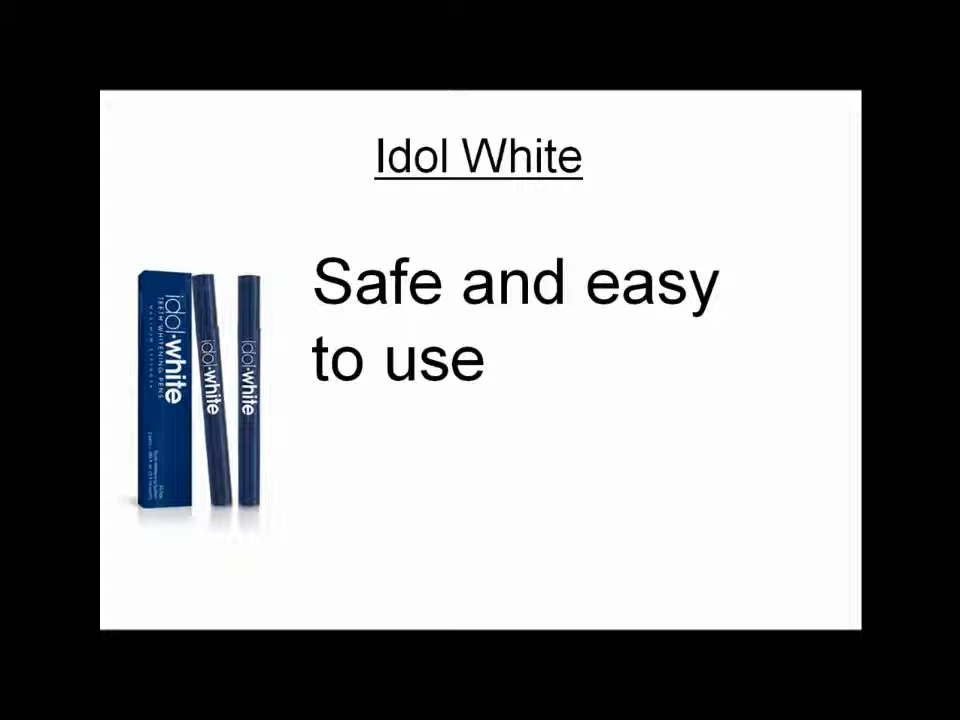 Idol White
Safe and easy
to use
idol·white
TEETH WHITENING PENS
idol·white
idol·white